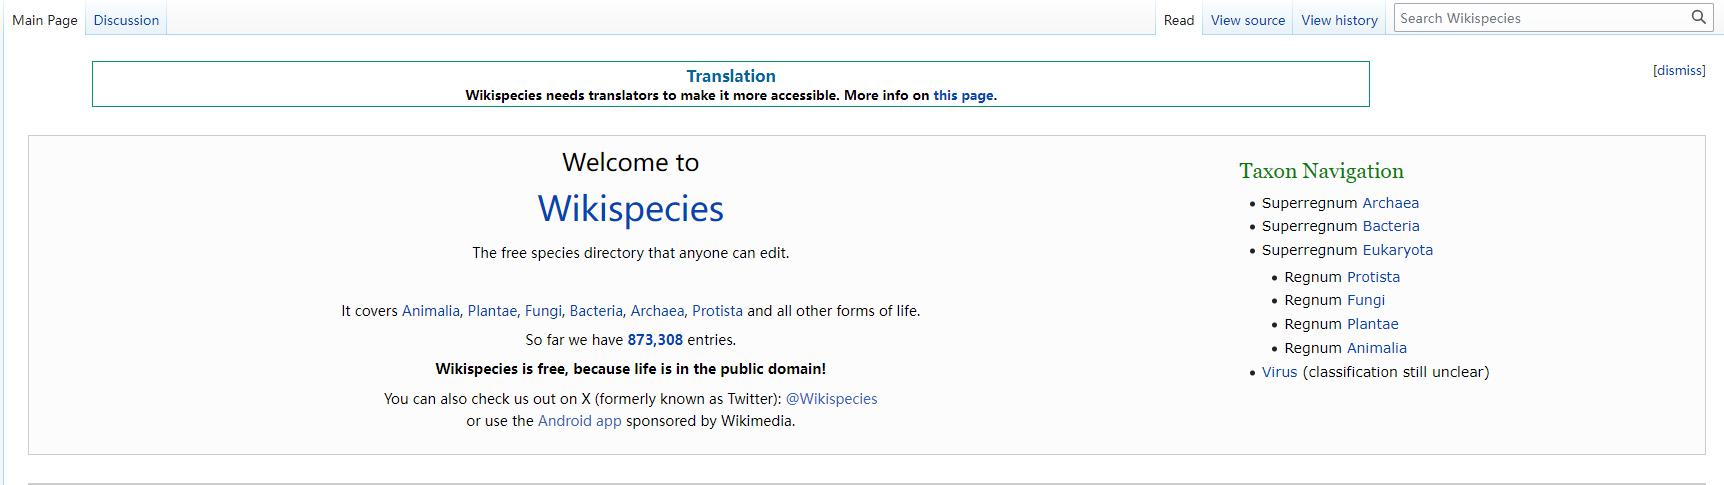 Main Page Discussion Read View source View history Search Wikispecies
Translation
[dismiss]
Wikispecies needs translators to make it more accessible. More info on this page.
Welcome to
Wikispecies
The free species directory that anyone can edit.
It covers Animalia, Plantae, Fungi, Bacteria, Archaea, Protista and all other forms of life.
So far we have 873,308 entries.
Wikispecies is free, because life is in the public domain!
You can also check us out on X (formerly known as Twitter): @Wikispecies
or use the Android app sponsored by Wikimedia.
Taxon Navigation
• Superregnum Archaea
• Superregnum Bacteria
• Superregnum Eukaryota
• Regnum Protista
• Regnum Fungi
• Regnum Plantae
• Regnum Animalia
• Virus (classification still unclear)